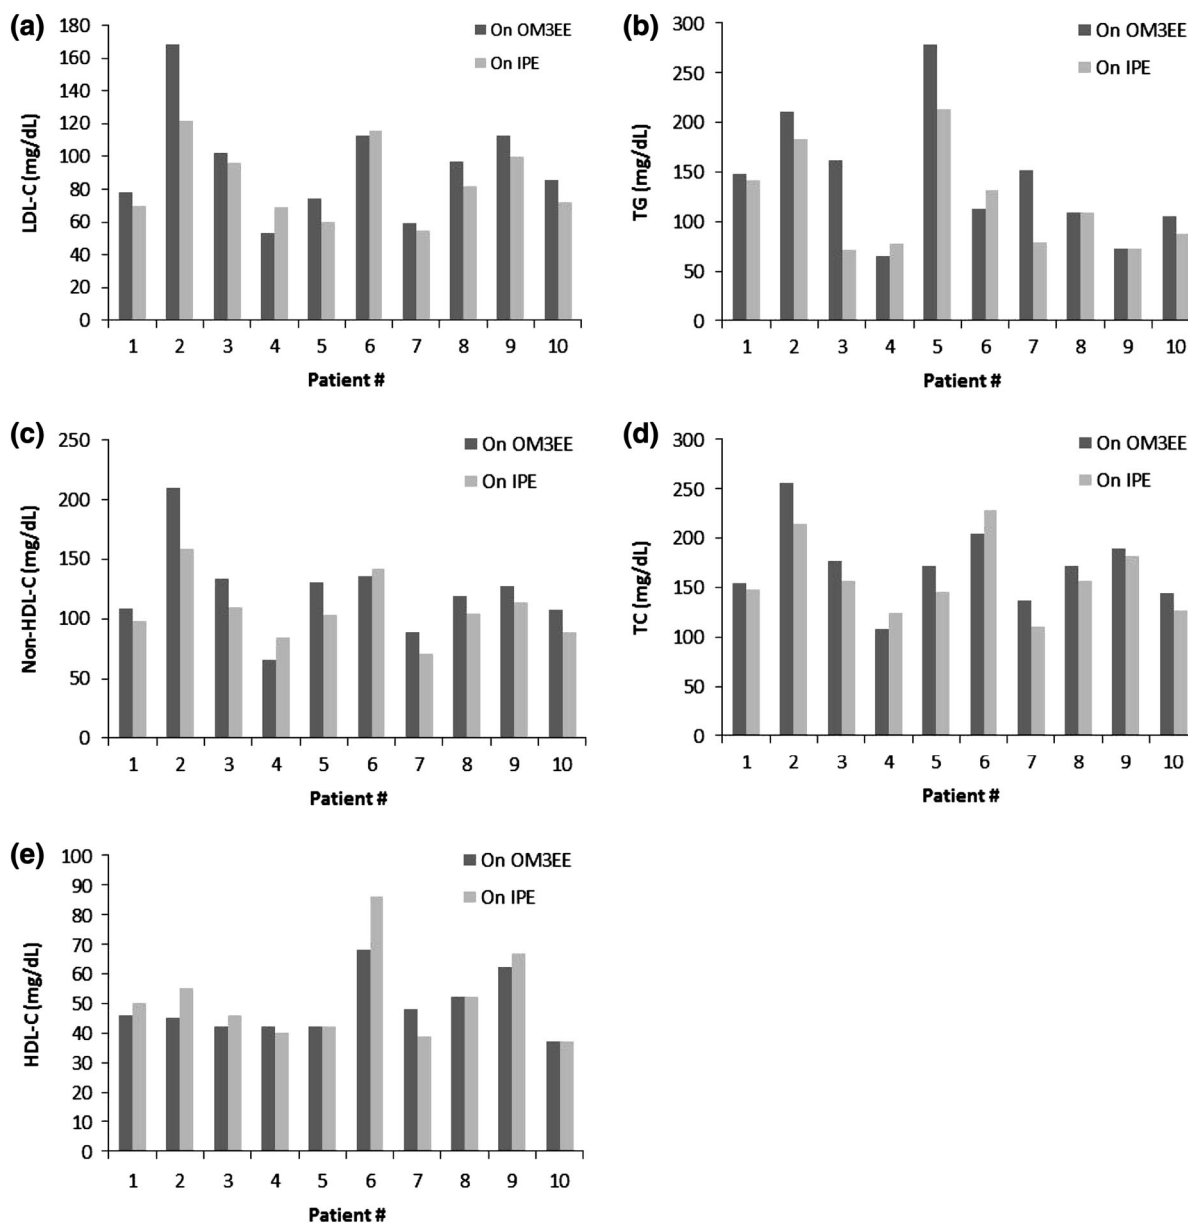 (a)
LDL-C (mg/dL)
180
160
140
120
100
80
60
40
20
0
On OM3EE
On IPE
1 2 3 4 5 6 7 8 9 10
Patient #
(b)
TG (mg/dL)
300
250
200
150
100
50
0
On OM3EE
On IPE
1 2 3 4 5 6 7 8 9 10
Patient #
(c)
Non-HDL-C (mg/dL)
250
200
150
100
50
0
On OM3EE
On IPE
1 2 3 4 5 6 7 8 9 10
Patient #
(d)
TC (mg/dL)
300
250
200
150
100
50
0
On OM3EE
On IPE
1 2 3 4 5 6 7 8 9 10
Patient #
(e)
HDL-C (mg/dL)
100
90
80
70
60
50
40
30
20
10
0
On OM3EE
On IPE
1 2 3 4 5 6 7 8 9 10
Patient #